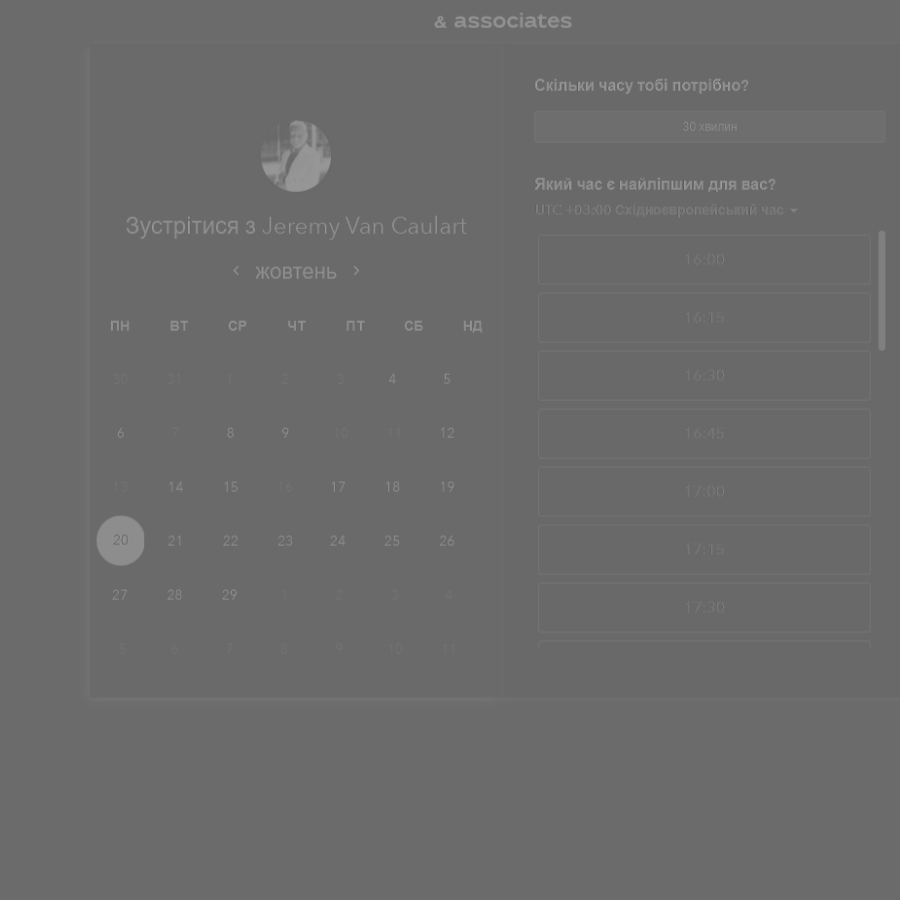 & associates
Зустрітися з Jeremy Van Caulart
жовтень
ПН ВТ СР ЧТ ПТ СБ НД
30 31 1 2 3 4 5
6 7 8 9 10 11 12
13 14 15 16 17 18 19
20 21 22 23 24 25 26
27 28 29 1 2 3 4
5 6 7 8 9 10 11
Скільки часу тобі потрібно?
30 хвилин
Який час є найліпшим для вас?
UTC +03:00 Східноєвропейський час
16:00
16:15
16:30
16:45
17:00
17:15
17:30